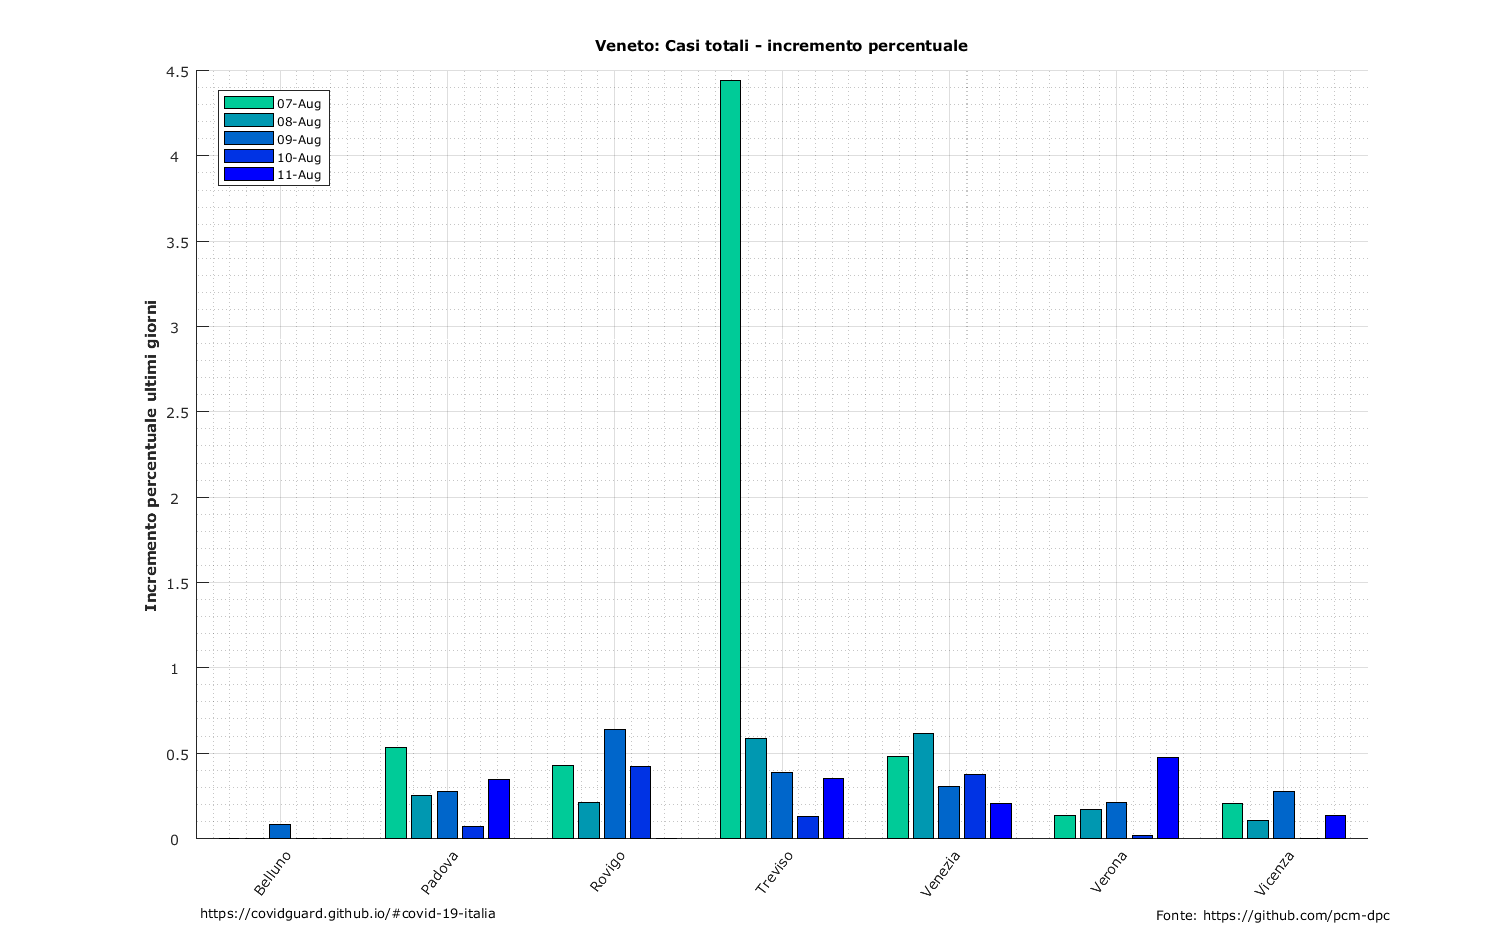 Veneto: Casi totali - incremento percentuale
4.5
4
3.5
3
2.5
2
1.5
1
0.5
0
Incremento percentuale ultimi giorni
07-Aug
08-Aug
09-Aug
10-Aug
11-Aug
Belluno
Padova
Rovigo
Treviso
Venezia
Verona
Vicenza
https://covidguard.github.io/#covid-19-italia
Fonte: https://github.com/pcm-dpc